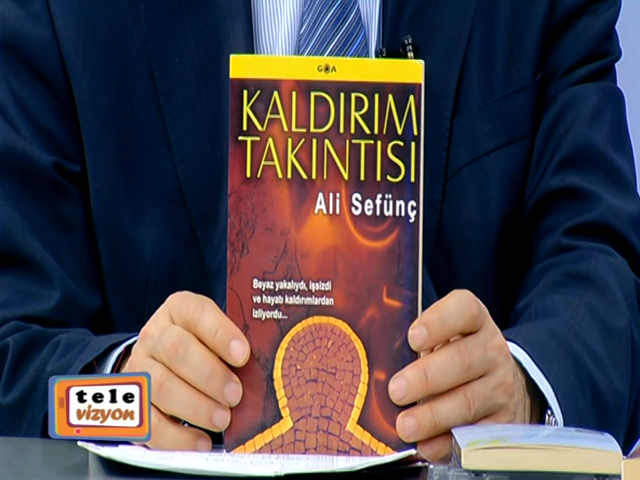 GOA
KALDIRIM
TAKINTISI
Ali Sefünç
Beyaz yakalıydı, işsizdi
ve hayatı kaldırımlardan
izliyordu...
tele
vizyon